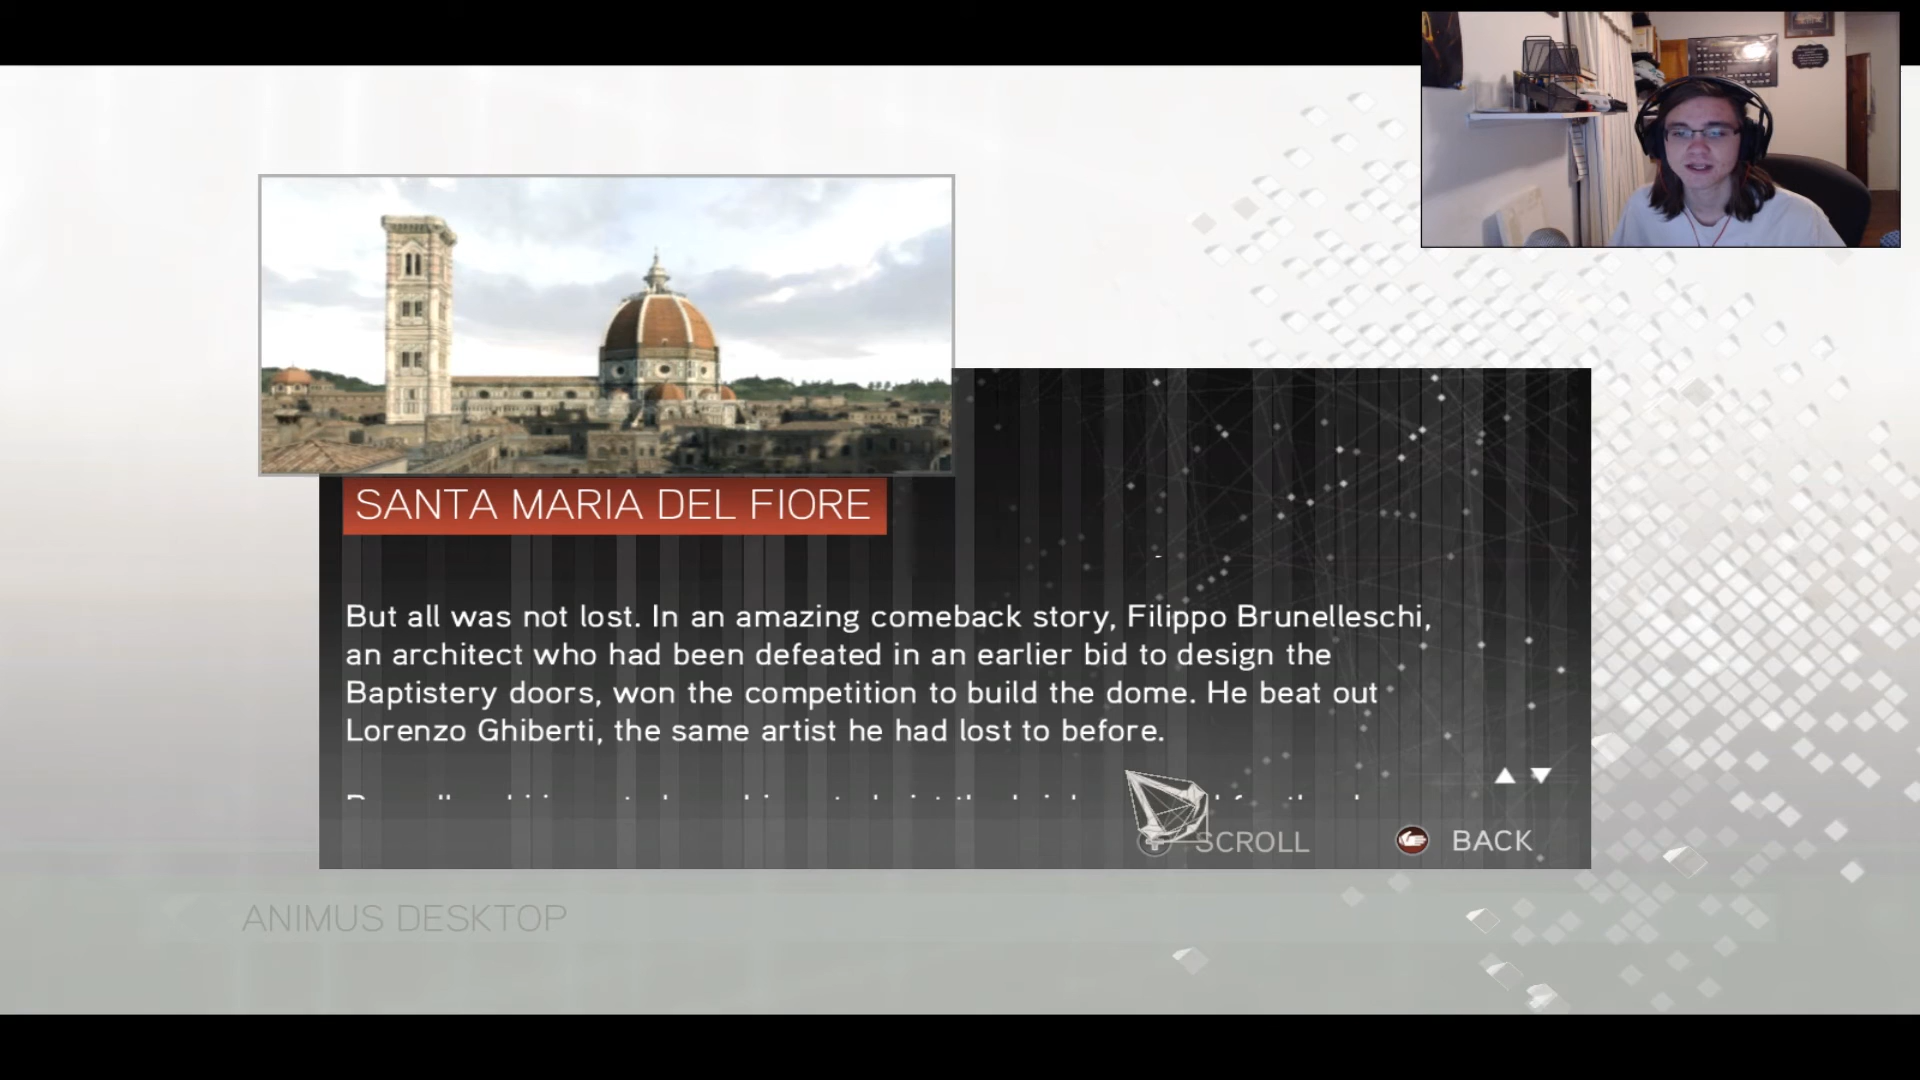 SANTA MARIA DEL FIORE
But all was not lost. In an amazing comeback story, Filippo Brunelleschi,
an architect who had been defeated in an earlier bid to design the
Baptistery doors, won the competition to build the dome. He beat out
Lorenzo Ghiberti, the same artist he had lost to before.
SCROLL
BACK
ANIMUS DESKTOP